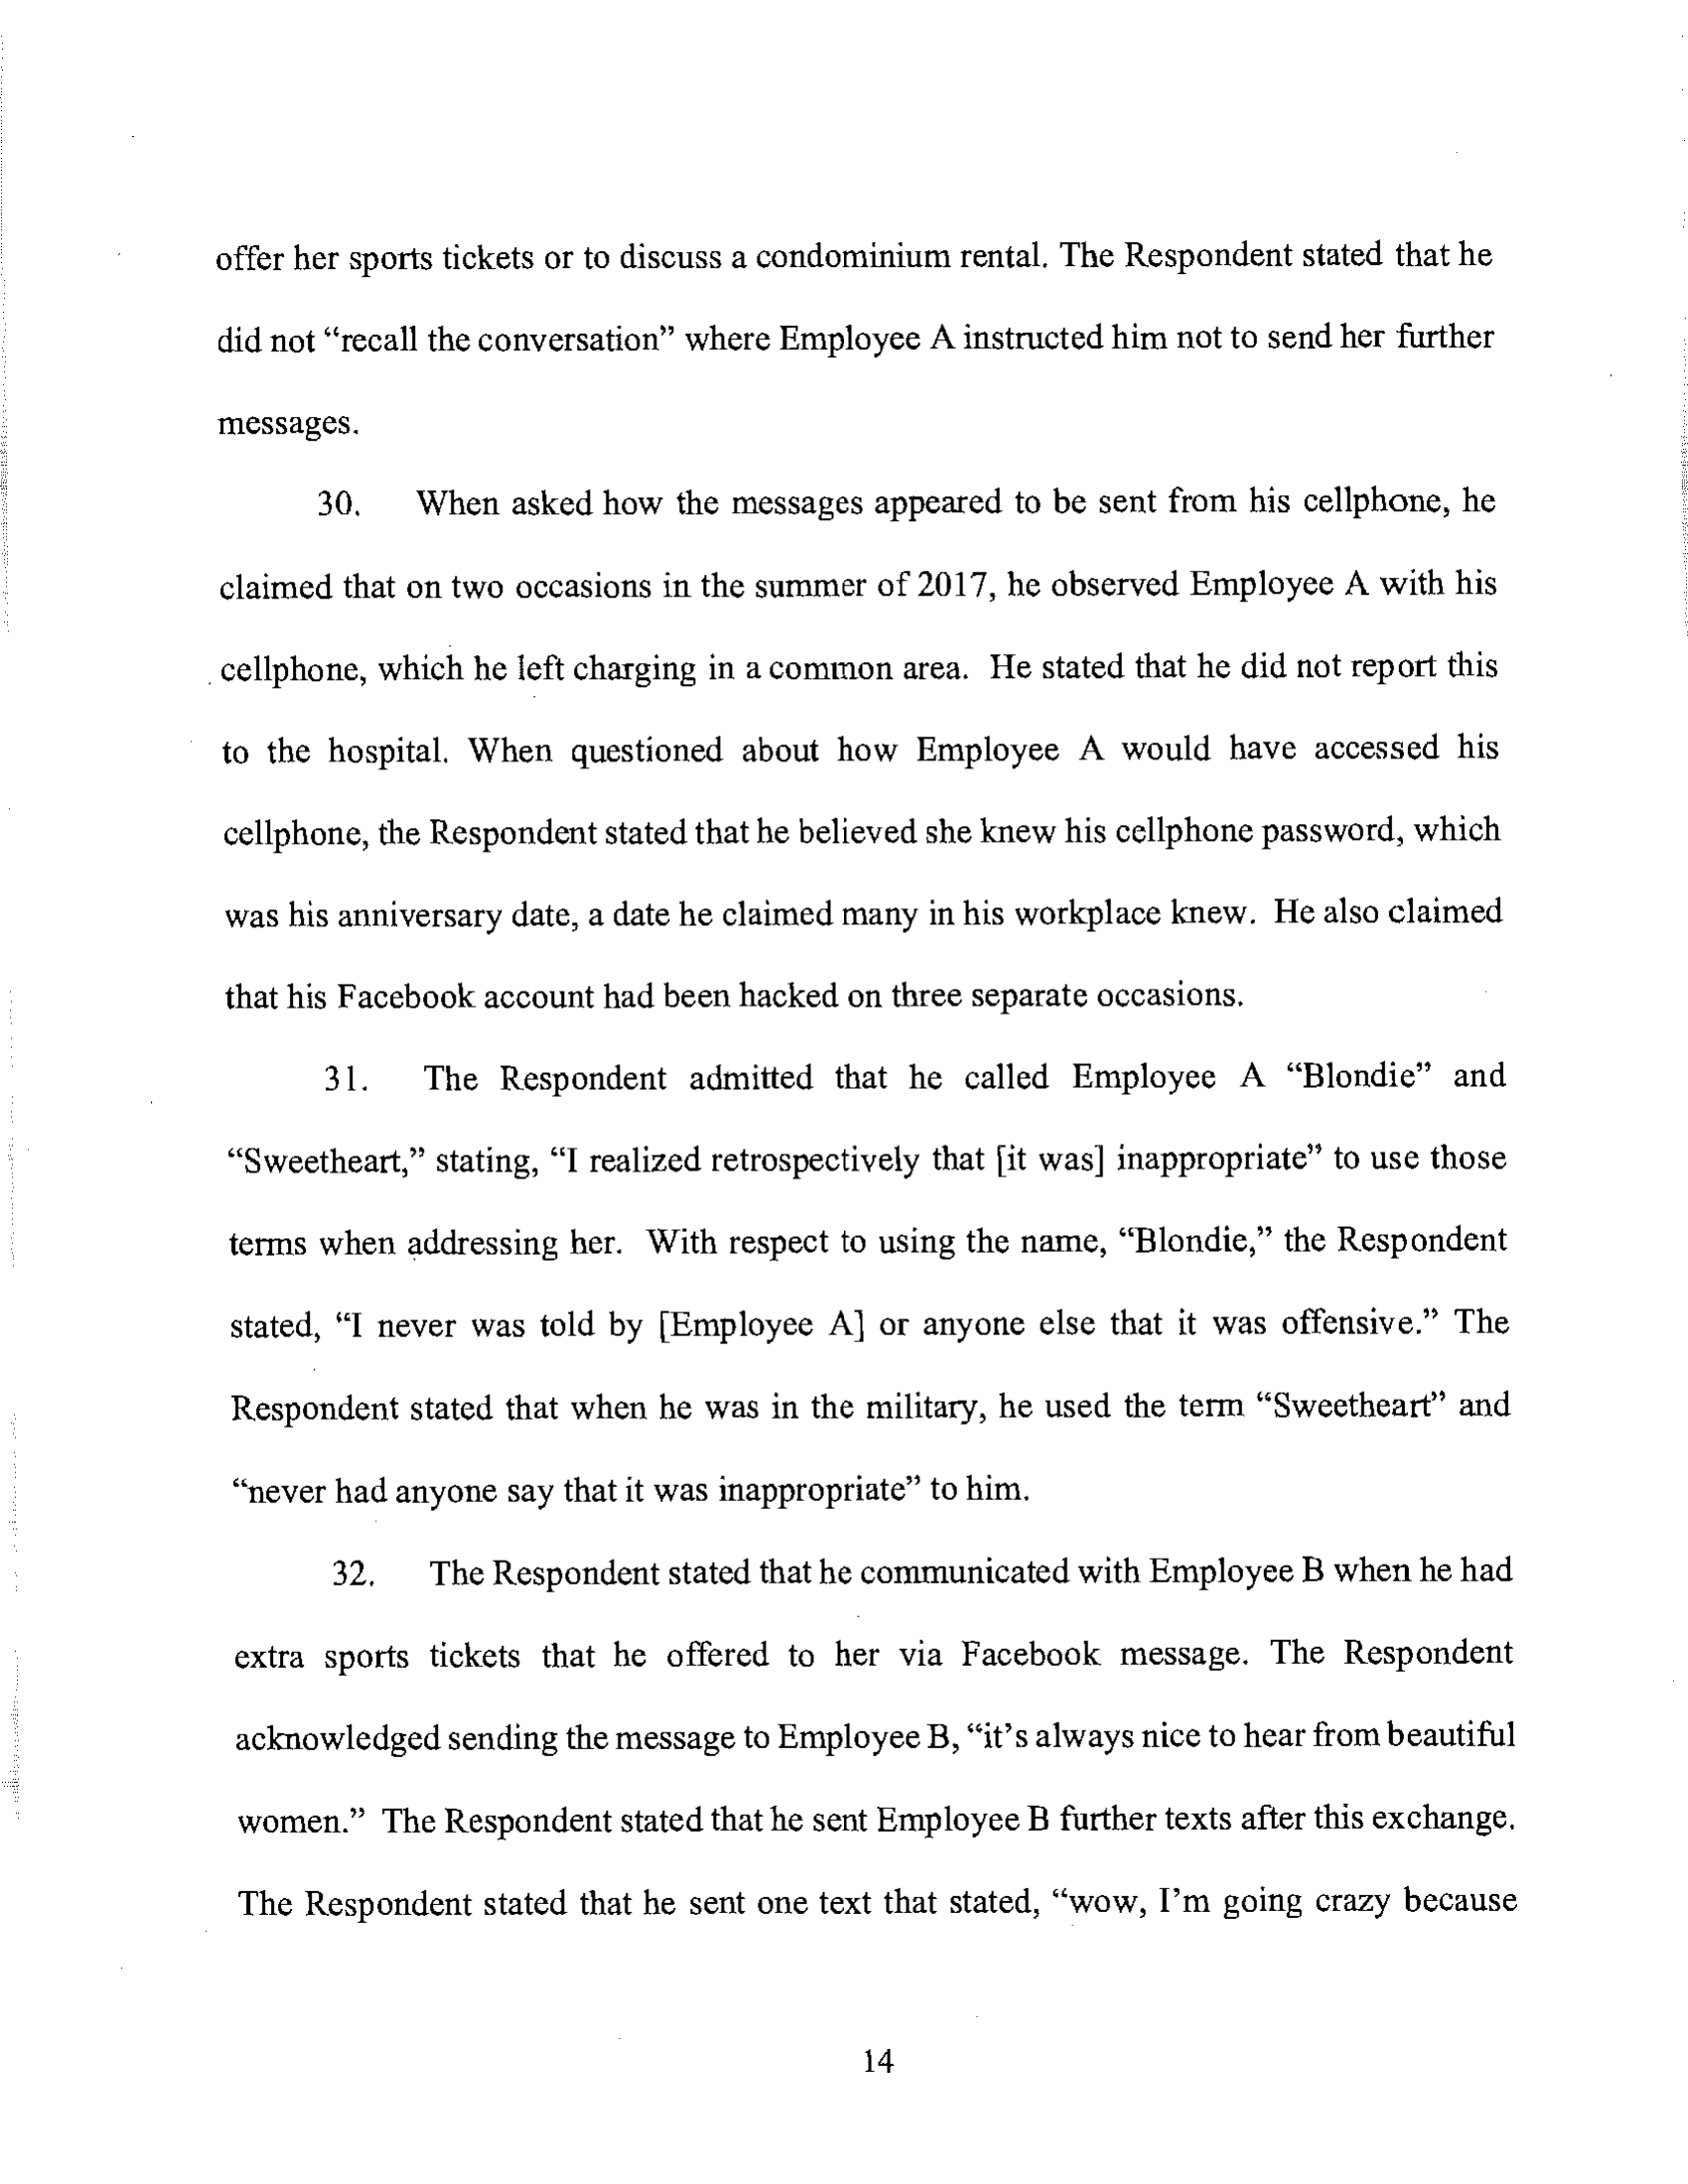 offer her sports tickets or to discuss a condominium rental. The Respondent stated that he
did not “recall the conversation” where Employee A instructed him not to send her further
messages.
30. When asked how the messages appeared to be sent from his cellphone, he
claimed that on two occasions in the summer of 2017, he observed Employee A with his
cellphone, which he left charging in a common area. He stated that he did not report this
to the hospital. When questioned about how Employee A would have accessed his
cellphone, the Respondent stated that he believed she knew his cellphone password, which
was his anniversary date, a date he claimed many in his workplace knew. He also claimed
that his Facebook account had been hacked on three separate occasions.
31. The Respondent admitted that he called Employee A “Blondie” and
“Sweetheart,” stating, “I realized retrospectively that [it was] inappropriate” to use those
terms when addressing her. With respect to using the name, “Blondie,” the Respondent
stated, “I never was told by [Employee A] or anyone else that it was offensive.” The
Respondent stated that when he was in the military, he used the term “Sweetheart” and
“never had anyone say that it was inappropriate” to him.
32. The Respondent stated that he communicated with Employee B when he had
extra sports tickets that he offered to her via Facebook message. The Respondent
acknowledged sending the message to Employee B, “it’s always nice to hear from beautiful
women.” The Respondent stated that he sent Employee B further texts after this exchange.
The Respondent stated that he sent one text that stated, “wow, I’m going crazy because
14